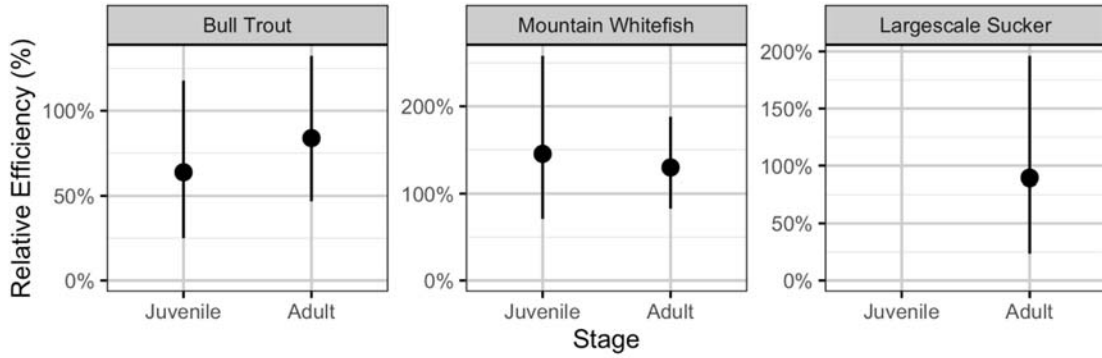 Bull Trout
Mountain Whitefish
Largescale Sucker
Relative Efficiency (%)
100%
50%
0%
200%
100%
0%
200%
150%
100%
50%
0%
Juvenile Adult
Juvenile Adult
Juvenile Adult
Stage